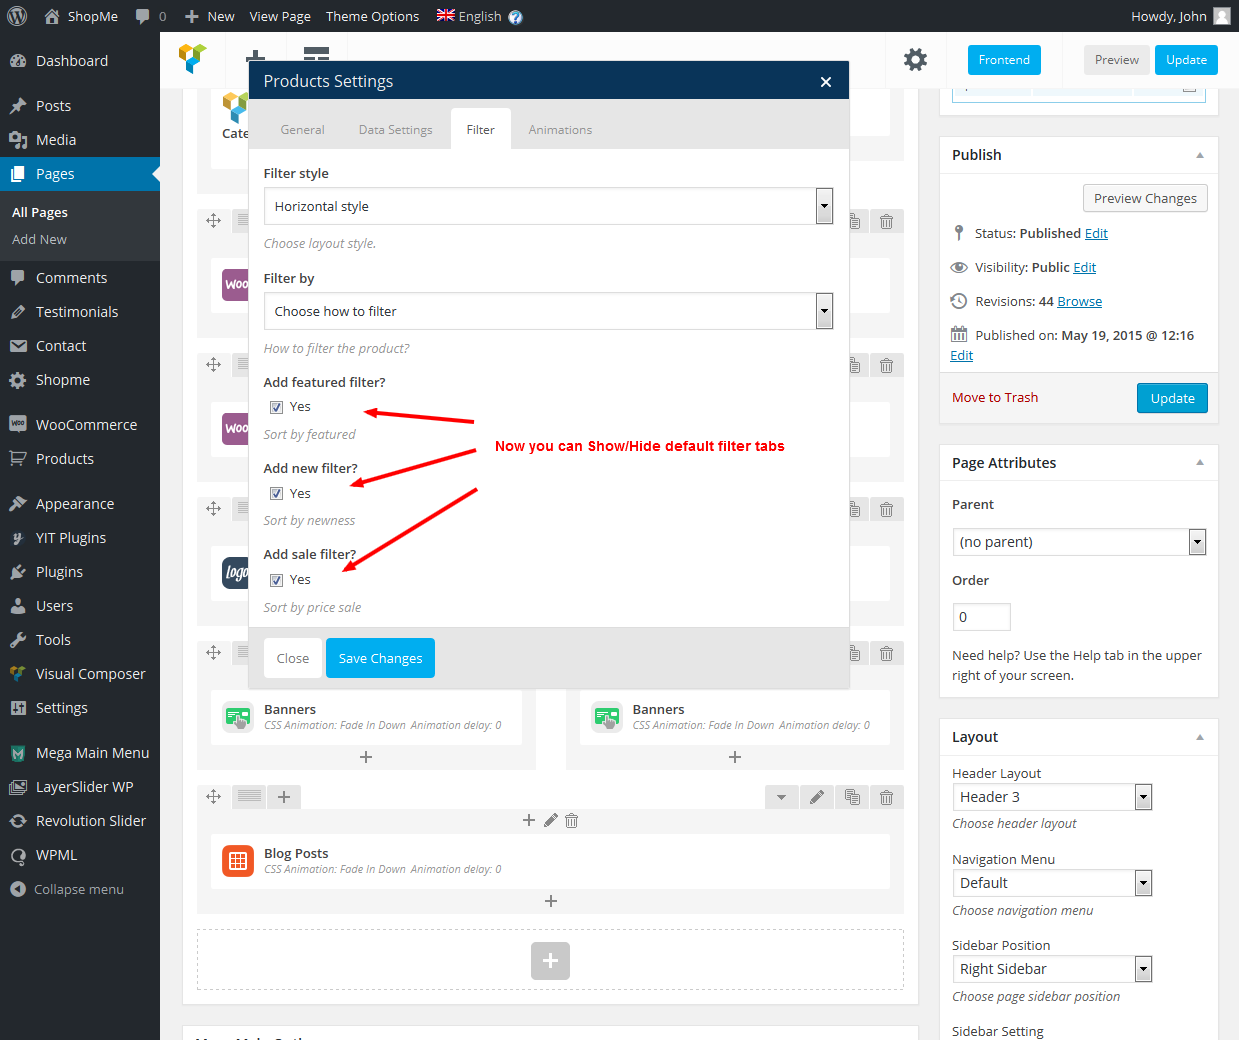 ShopMe
0
New
View Page
Theme Options
English
Howdy, John
Dashboard
Posts
Media
Pages
All Pages
Add New
Comments
Testimonials
Contact
Shopme
WooCommerce
Products
Appearance
YIT Plugins
Plugins
Users
Tools
Visual Composer
Settings
Mega Main Menu
LayerSlider WP
Revolution Slider
WPML
Collapse menu
Frontend
Preview
Update
Products Settings
General
Data Settings
Filter
Animations
Filter style
Horizontal style
Choose layout style.
Filter by
Choose how to filter
How to filter the product?
Add featured filter?
Yes
Sort by featured
Now you can Show/Hide default filter tabs
Add new filter?
Yes
Sort by newness
Add sale filter?
Yes
Sort by price sale
Close
Save Changes
Cate
Woo
Woo
logo
Banners
CSS Animation: Fade In Down Animation delay: 0
Banners
CSS Animation: Fade In Down Animation delay: 0
Blog Posts
CSS Animation: Fade In Down Animation delay: 0
Publish
Preview Changes
Status: Published Edit
Visibility: Public Edit
Revisions: 44 Browse
Published on: May 19, 2015 @ 12:16
Edit
Move to Trash
Update
Page Attributes
Parent
(no parent)
Order
0
Need help? Use the Help tab in the upper
right of your screen.
Layout
Header Layout
Header 3
Choose header layout
Navigation Menu
Default
Choose navigation menu
Sidebar Position
Right Sidebar
Choose page sidebar position
Sidebar Setting